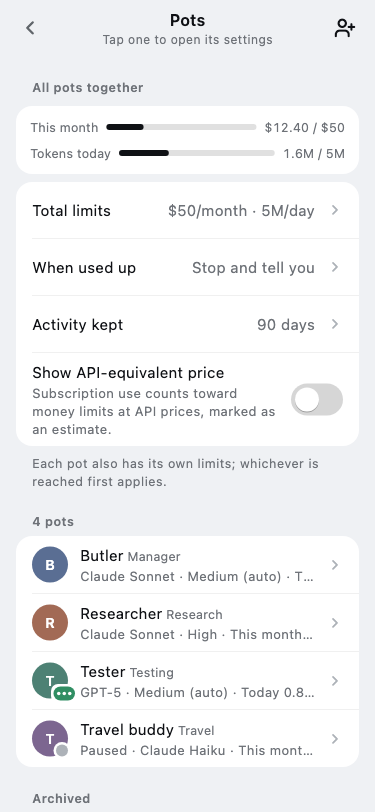 Pots
Tap one to open its settings
All pots together
This month $12.40 / $50
Tokens today 1.6M / 5M
Total limits $50/month · 5M/day
When used up Stop and tell you
Activity kept 90 days
Show API-equivalent price
Subscription use counts toward
money limits at API prices, marked as
an estimate.
Each pot also has its own limits; whichever is
reached first applies.
4 pots
B
Butler Manager
Claude Sonnet · Medium (auto) · T…
R
Researcher Research
Claude Sonnet · High · This month…
T
Tester Testing
GPT-5 · Medium (auto) · Today 0.8…
T
Travel buddy Travel
Paused · Claude Haiku · This mont…
Archived